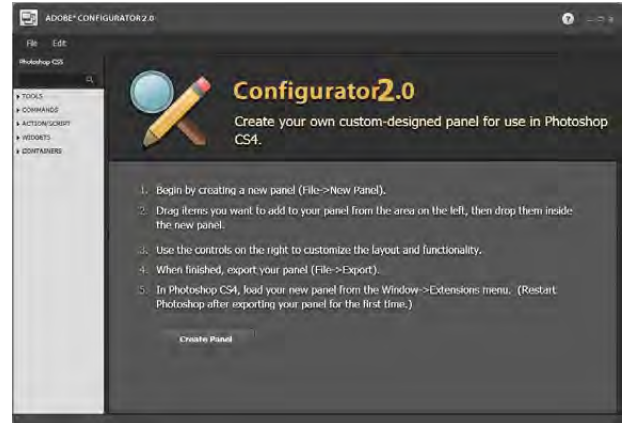 ADOBE® CONFIGURATOR 2.0
?
File Edit
Photoshop CS5
TOOLS
COMMANDS
ACTION/SCRIPT
WIDGETS
CONTAINERS
Configurator2.0
Create your own custom-designed panel for use in Photoshop
CS4.
1. Begin by creating a new panel (File->New Panel).
2. Drag items you want to add to your panel from the area on the left, then drop them inside
the new panel.
3. Use the controls on the right to customize the layout and functionality.
4. When finished, export your panel (File->Export).
5. In Photoshop CS4, load your new panel from the Window->Extensions menu. (Restart
Photoshop after exporting your panel for the first time.)
Create Panel